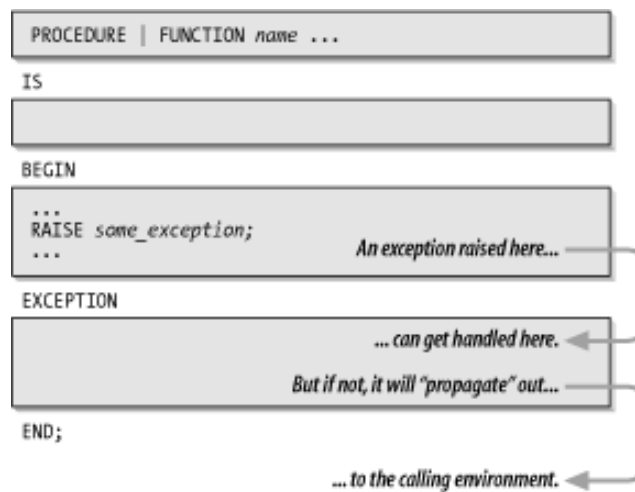 PROCEDURE | FUNCTION name ...
IS
BEGIN
...
RAISE some_exception;
...
An exception raised here...
EXCEPTION
... can get handled here.
But if not, it will "propagate" out...
END;
... to the calling environment.